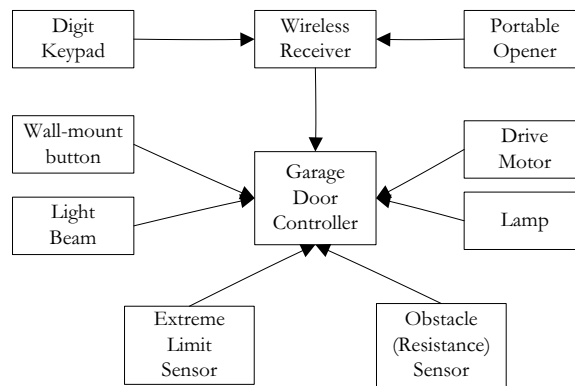 Digit
Keypad
Wireless
Receiver
Portable
Opener
Wall-mount
button
Garage
Door
Controller
Drive
Motor
Light
Beam
Lamp
Extreme
Limit
Sensor
Obstacle
(Resistance)
Sensor